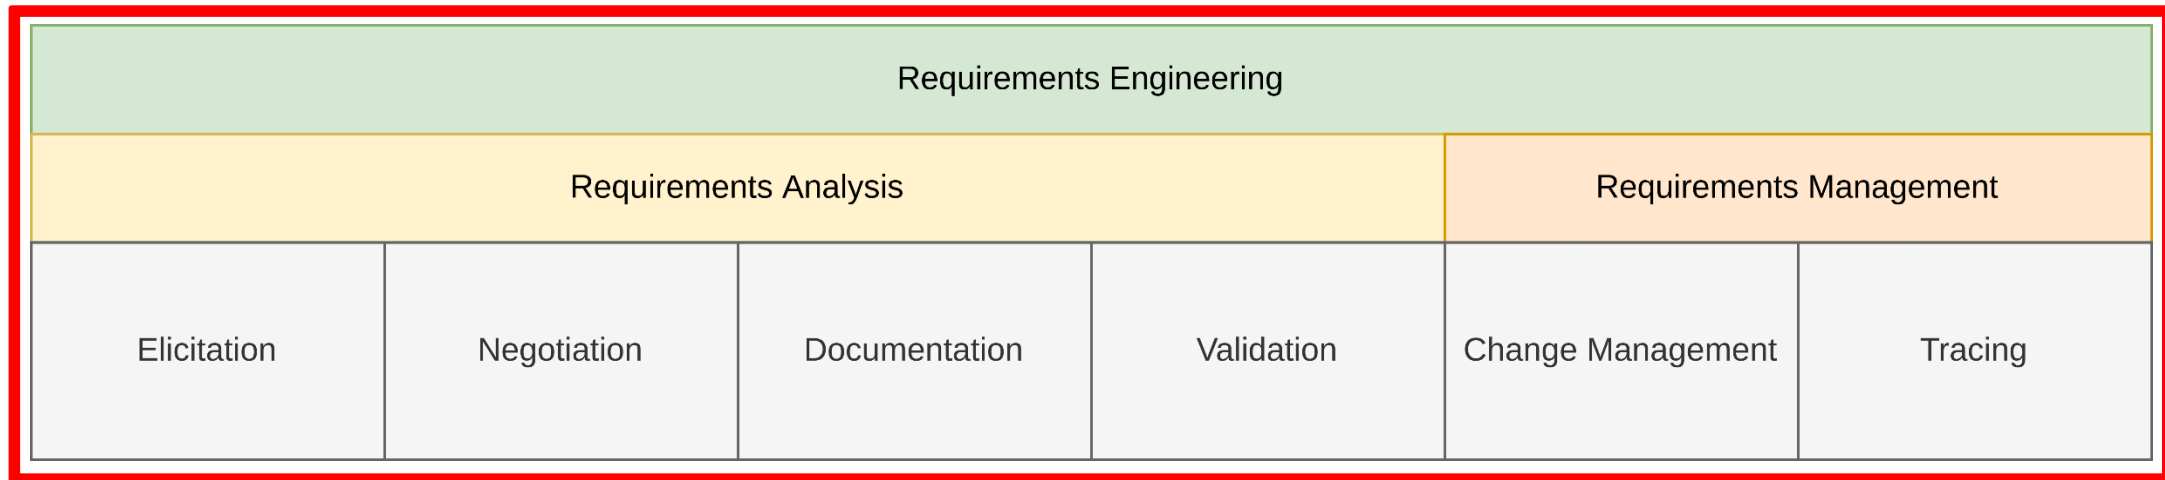 Requirements Engineering
Requirements Analysis
Requirements Management
Elicitation
Negotiation
Documentation
Validation
Change Management
Tracing